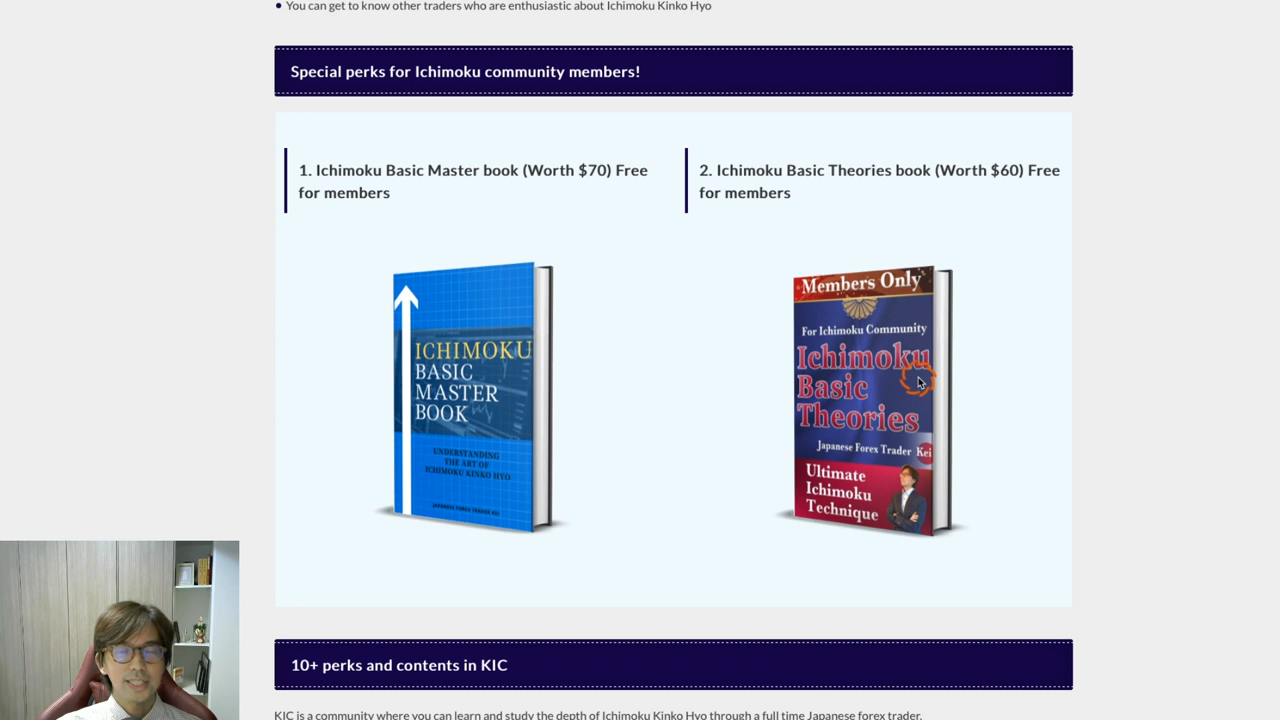 • You can get to know other traders who are enthusiastic about Ichimoku Kinko Hyo
Special perks for Ichimoku community members!
1. Ichimoku Basic Master book (Worth $70) Free
for members
2. Ichimoku Basic Theories book (Worth $60) Free
for members
ICHIMOKU
BASIC
MASTER
BOOK
UNDERSTANDING
THE ART OF
ICHIMOKU KINKO HYO
JAPANESE FOREX TRADER KEI
Members Only
For Ichimoku Community
Ichimoku
Basic
Theories
Japanese Forex Trader Kei
Ultimate
Ichimoku
Technique
10+ perks and contents in KIC
KIC is a community where you can learn and study the depth of Ichimoku Kinko Hyo through a full time Japanese forex trader.